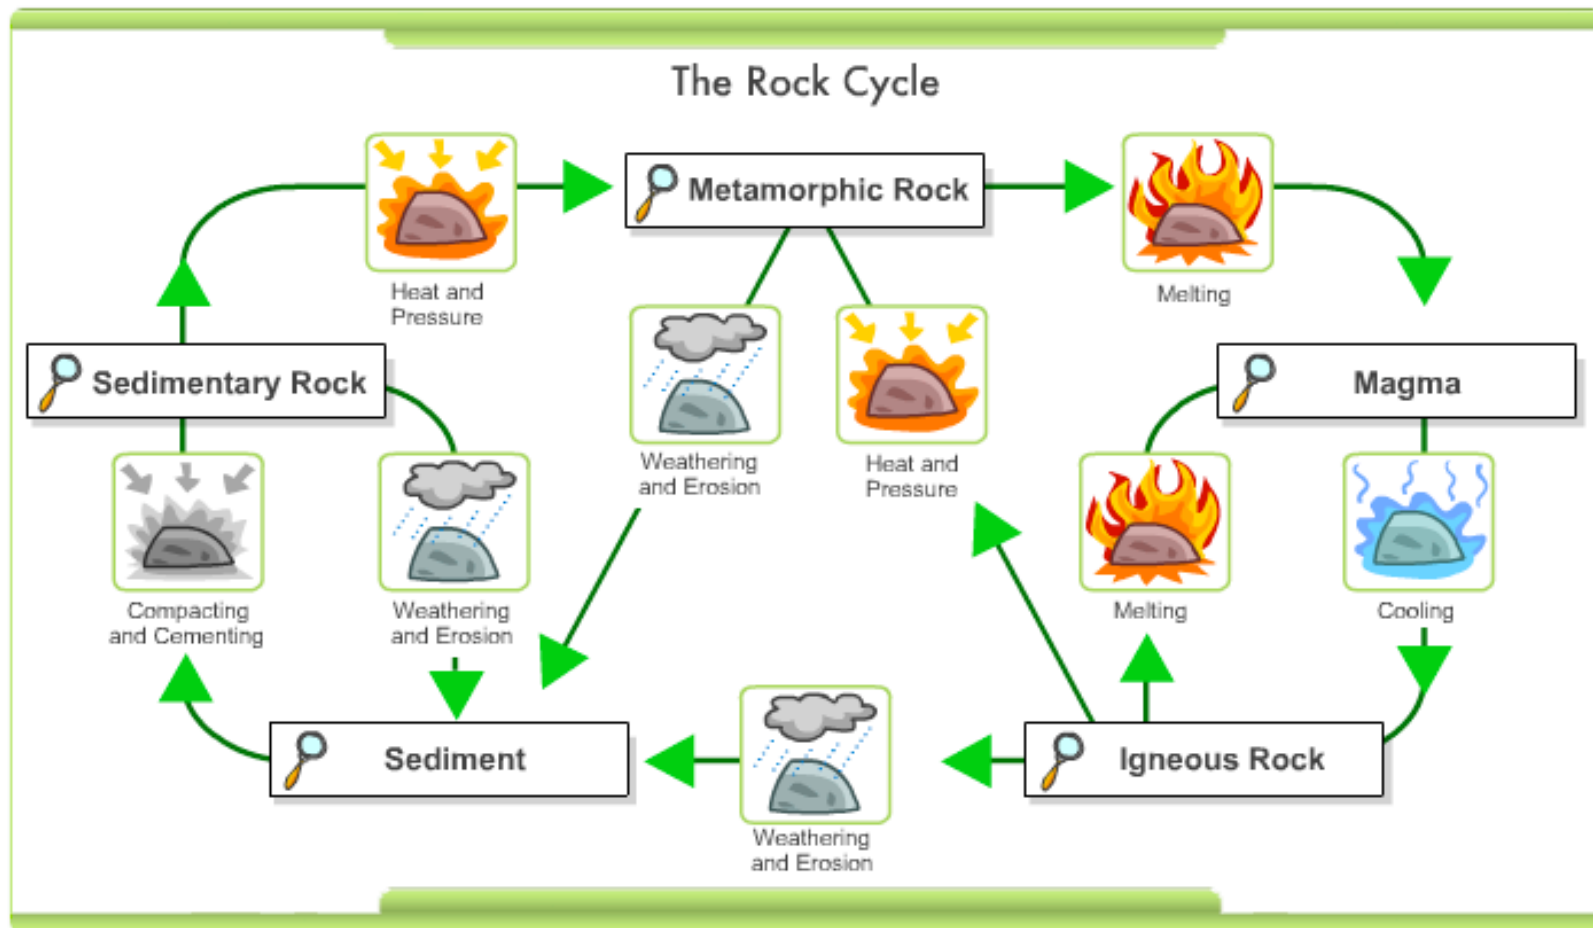 The Rock Cycle
Metamorphic Rock
Heat and
Pressure
Melting
Sedimentary Rock
Magma
Weathering
and Erosion
Heat and
Pressure
Compacting
and Cementing
Weathering
and Erosion
Melting
Cooling
Sediment
Igneous Rock
Weathering
and Erosion